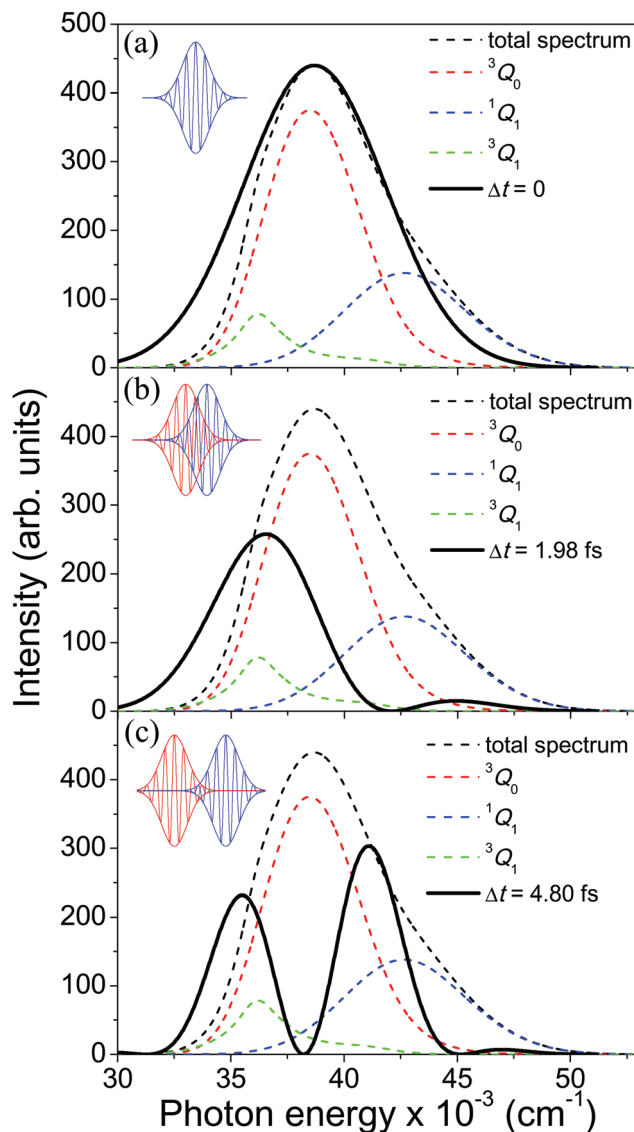 (a)
500
400
300
200
100
0
total spectrum
³Q₀
¹Q₁
³Q₁
Δt = 0
(b)
400
300
200
100
0
total spectrum
³Q₀
¹Q₁
³Q₁
Δt = 1.98 fs
(c)
400
300
200
100
0
total spectrum
³Q₀
¹Q₁
³Q₁
Δt = 4.80 fs
Intensity (arb. units)
30 35 40 45 50
Photon energy x 10⁻³ (cm⁻¹)